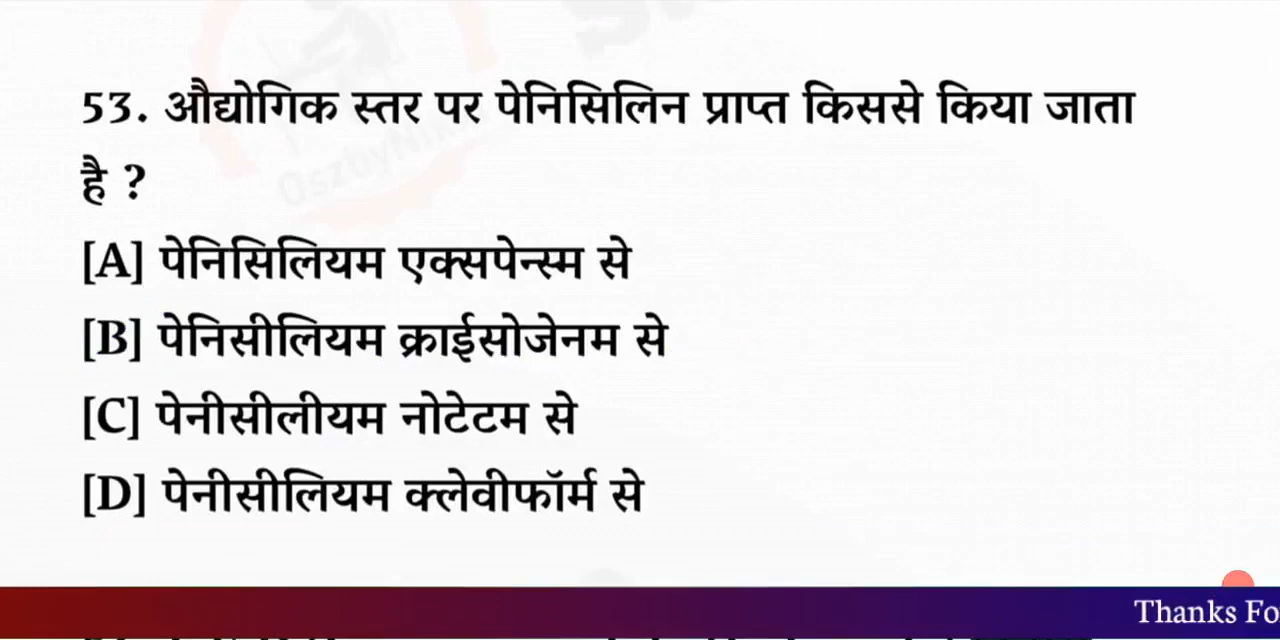 53. औद्योगिक स्तर पर पेनिसिलिन प्राप्त किससे किया जाता
है ?
[A] पेनिसिलियम एक्सपेन्स्म से
[B] पेनिसीलियम क्राईसोजेनम से
[C] पेनीसीलीयम नोटेटम से
[D] पेनीसीलियम क्लेवीफॉर्म से
Thanks Fo